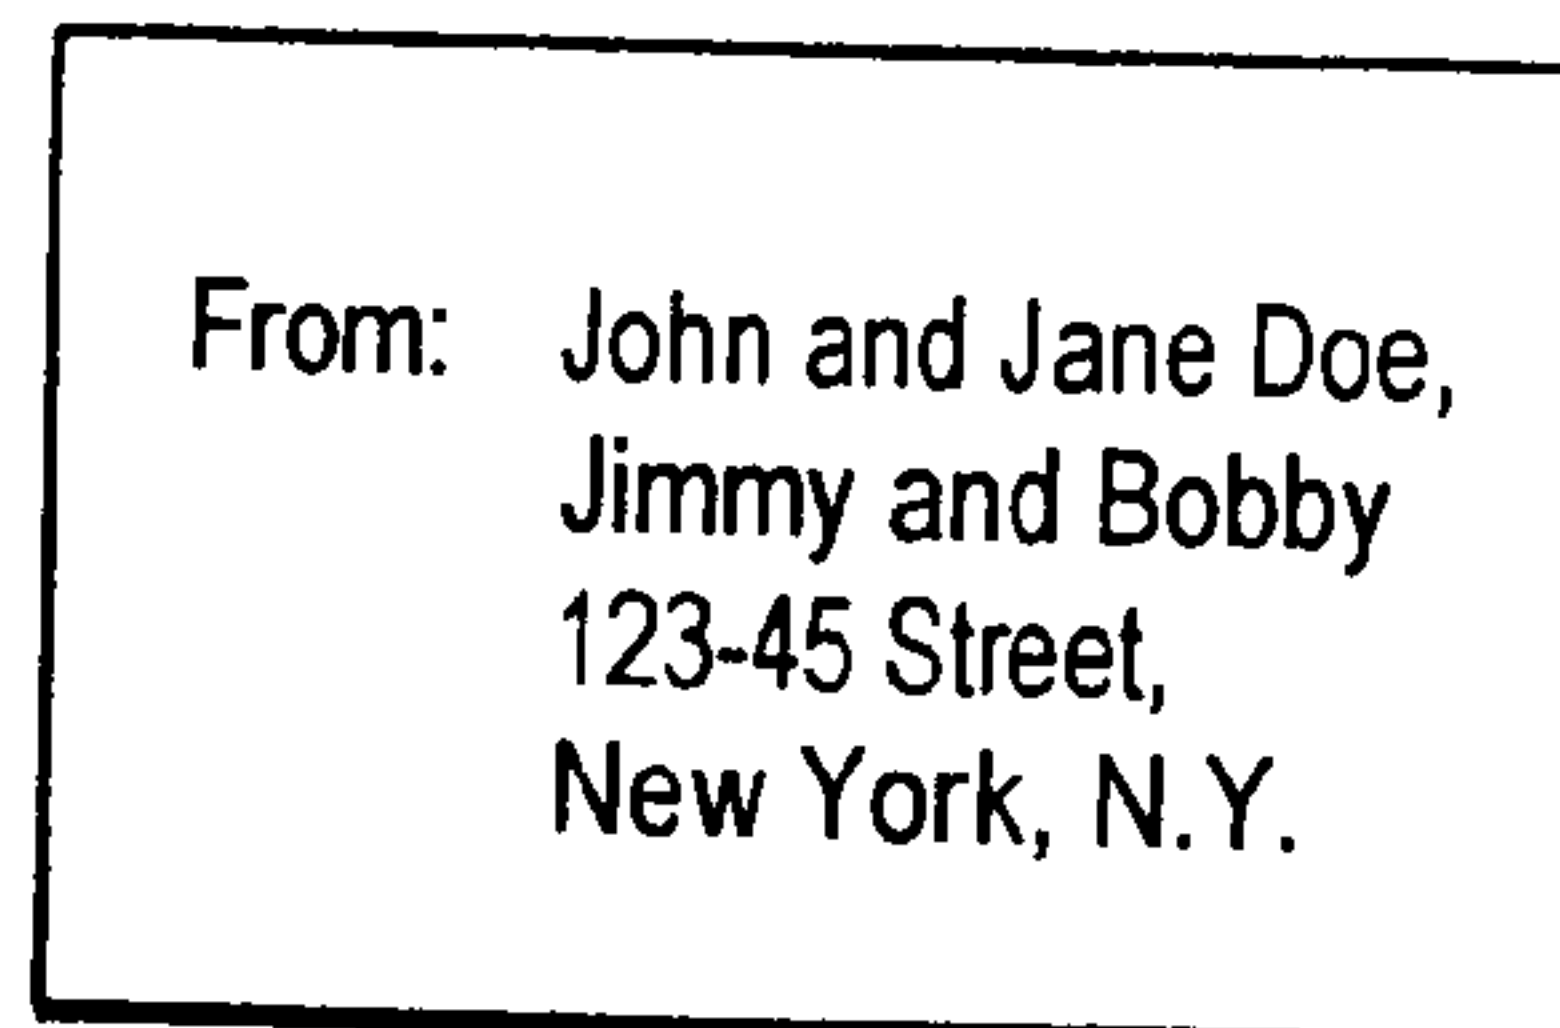 From: John and Jane Doe,
Jimmy and Bobby
123-45 Street,
New York, N.Y.